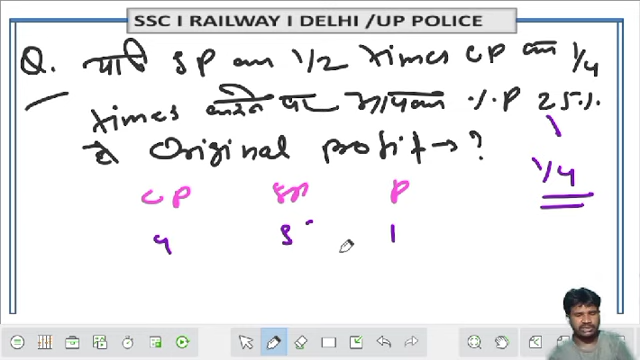 SSC I RAILWAY I DELHI /UP POLICE
Q. यदि SP का 1/2 times CP का 1/4
times करने पर %P 25%
है Original profit → ?
1/4
CP SP P
4 5 1